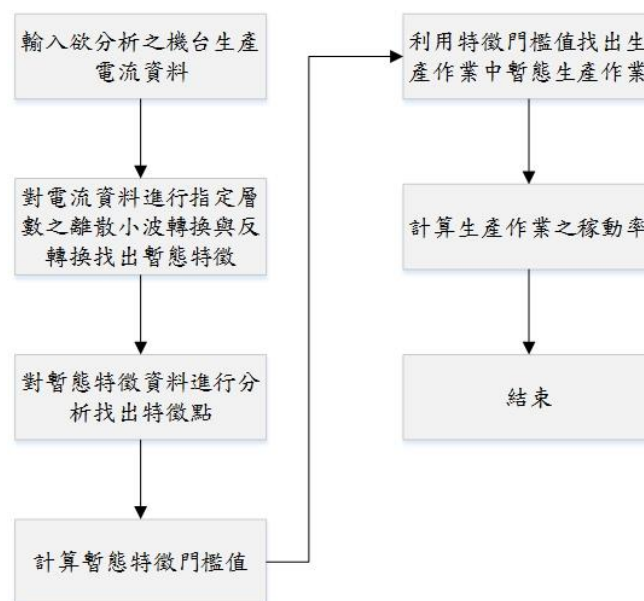 輸入欲分析之機台生產
電流資料
對電流資料進行指定層
數之離散小波轉換與反
轉換找出暫態特徵
對暫態特徵資料進行分
析找出特徵點
計算暫態特徵門檻值
利用特徵門檻值找出生
產作業中暫態生產作業
計算生產作業之稼動率
結束